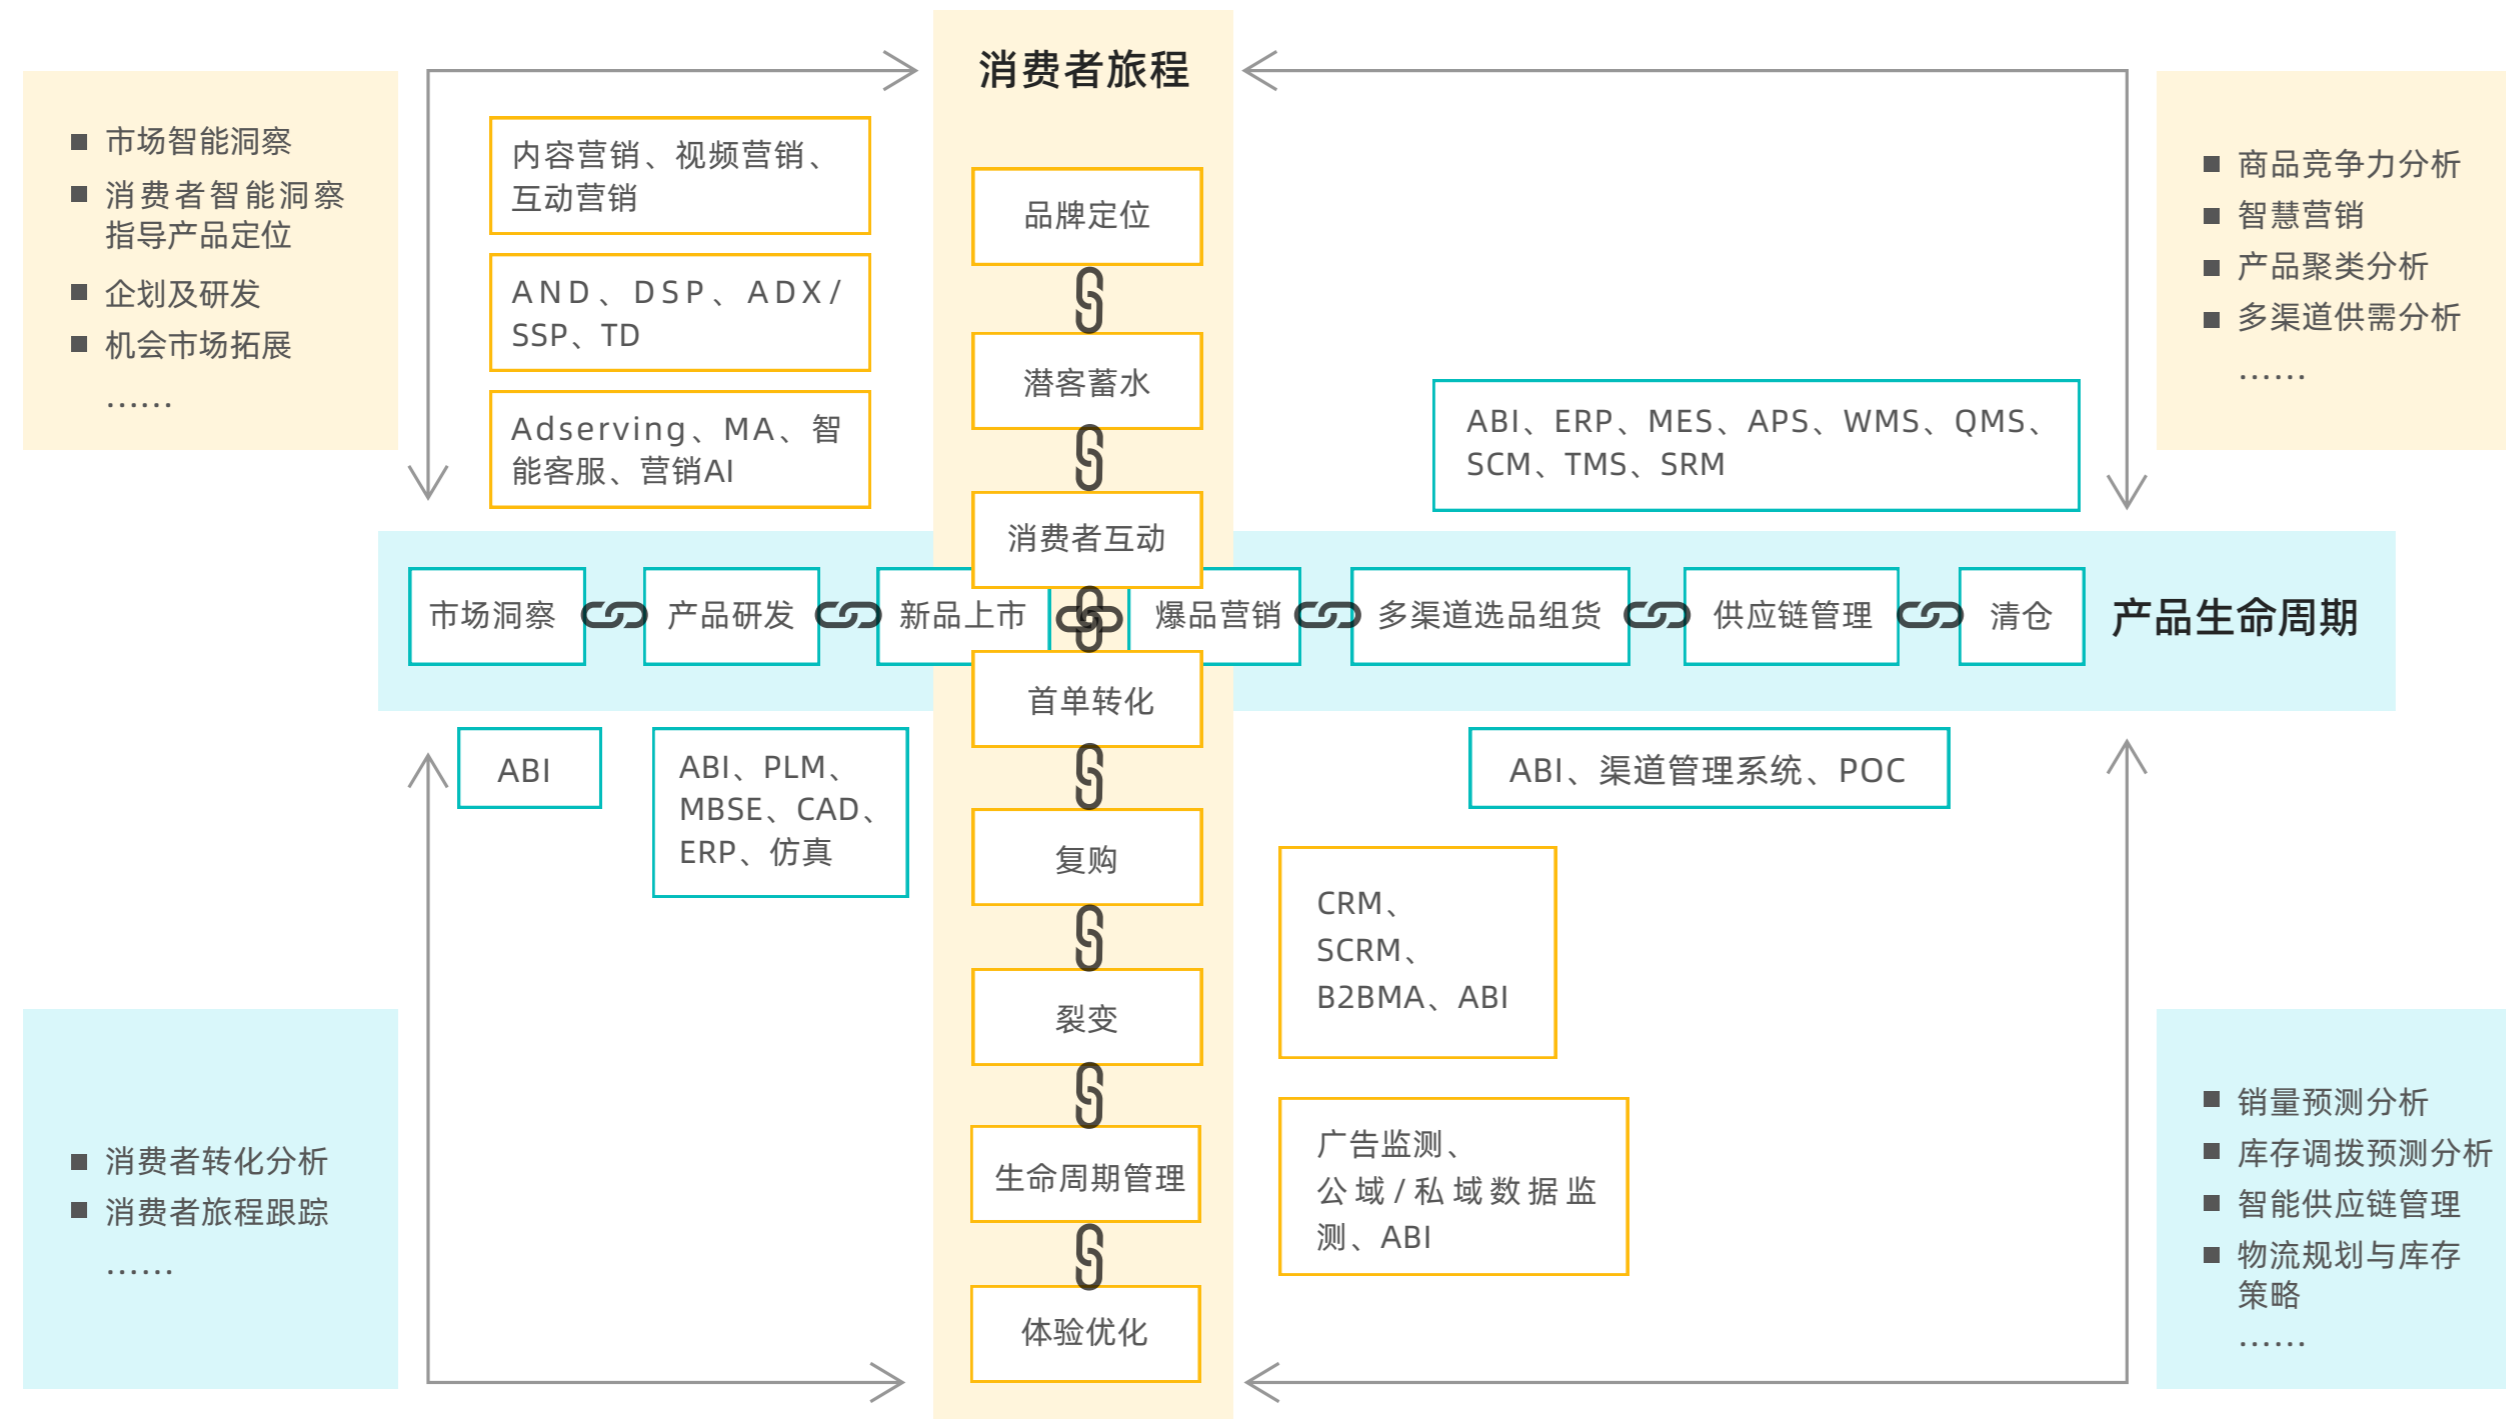 消费者旅程
市场智能洞察
消费者智能洞察
指导产品定位
企划及研发
机会市场拓展
……
内容营销、视频营销、
互动营销
AND、DSP、ADX/
SSP、TD
Adserving、MA、智
能客服、营销AI
品牌定位
潜客蓄水
消费者互动
商品竞争力分析
智慧营销
产品聚类分析
多渠道供需分析
……
ABI、ERP、MES、APS、WMS、QMS、
SCM、TMS、SRM
市场洞察
产品研发
新品上市
爆品营销
多渠道选品组货
供应链管理
清仓
产品生命周期
首单转化
复购
裂变
生命周期管理
体验优化
ABI
ABI、PLM、
MBSE、CAD、
ERP、仿真
ABI、渠道管理系统、POC
CRM、
SCRM、
B2BMA、ABI
广告监测、
公域/私域数据监
测、ABI
消费者转化分析
消费者旅程跟踪
……
销量预测分析
库存调拨预测分析
智能供应链管理
物流规划与库存
策略
……